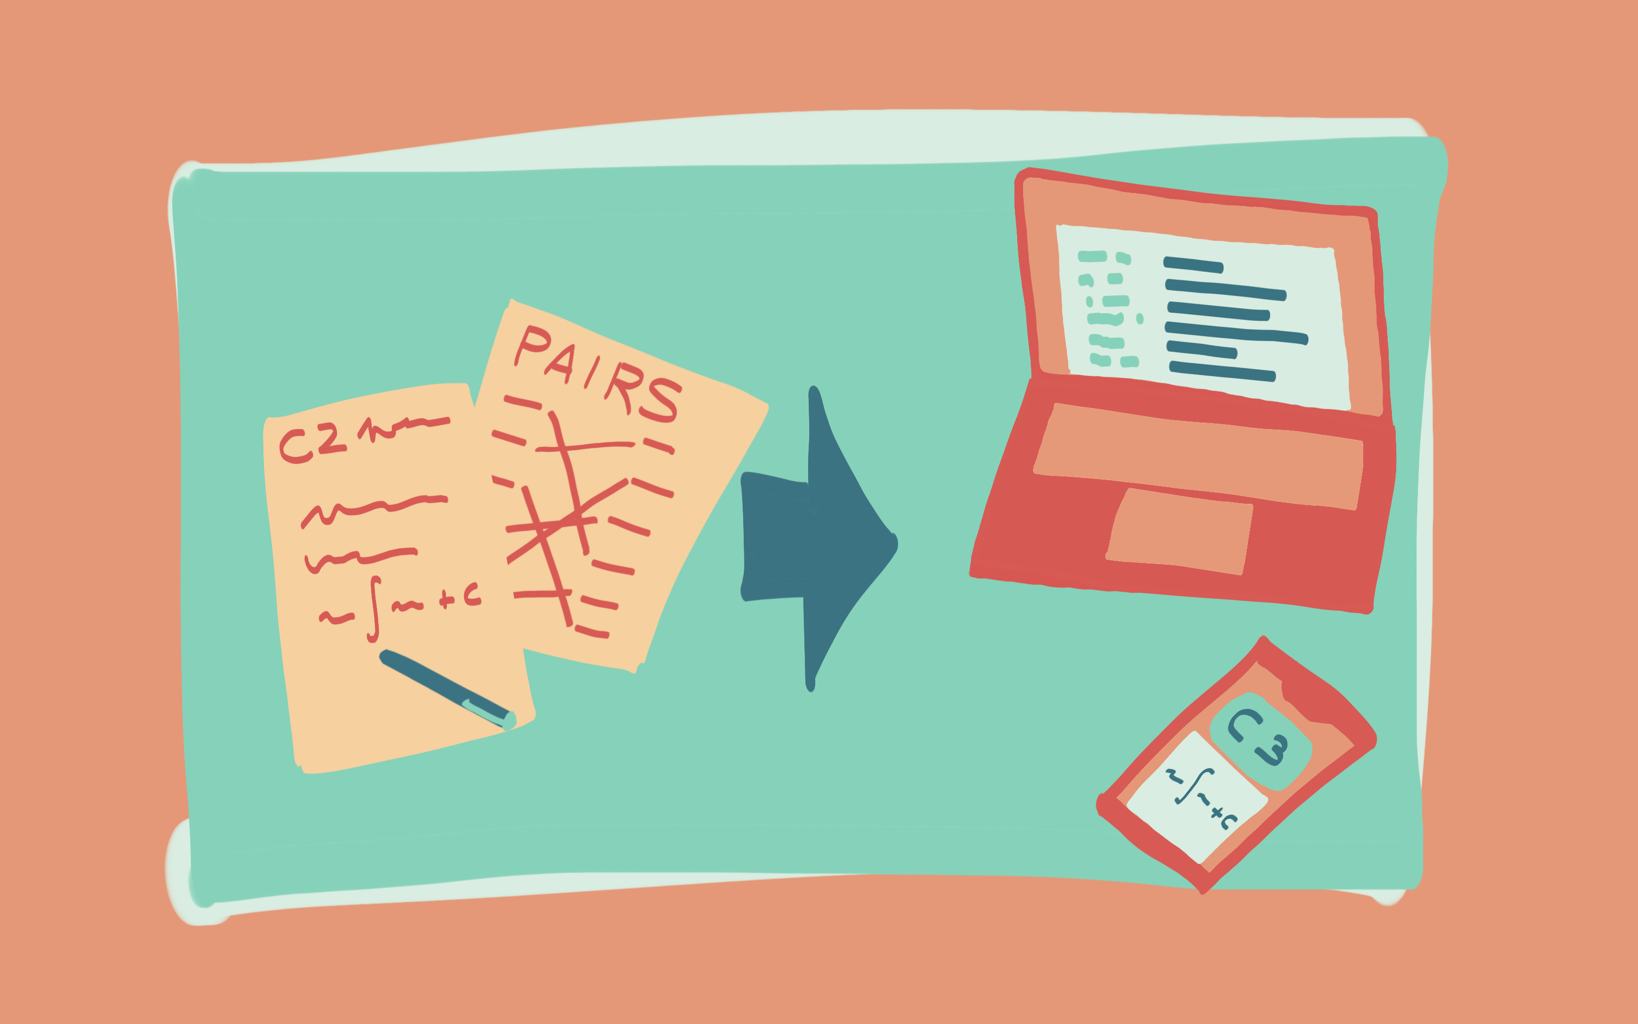 C2
∫ + c
PAIRS
C3
∫ ~ + c